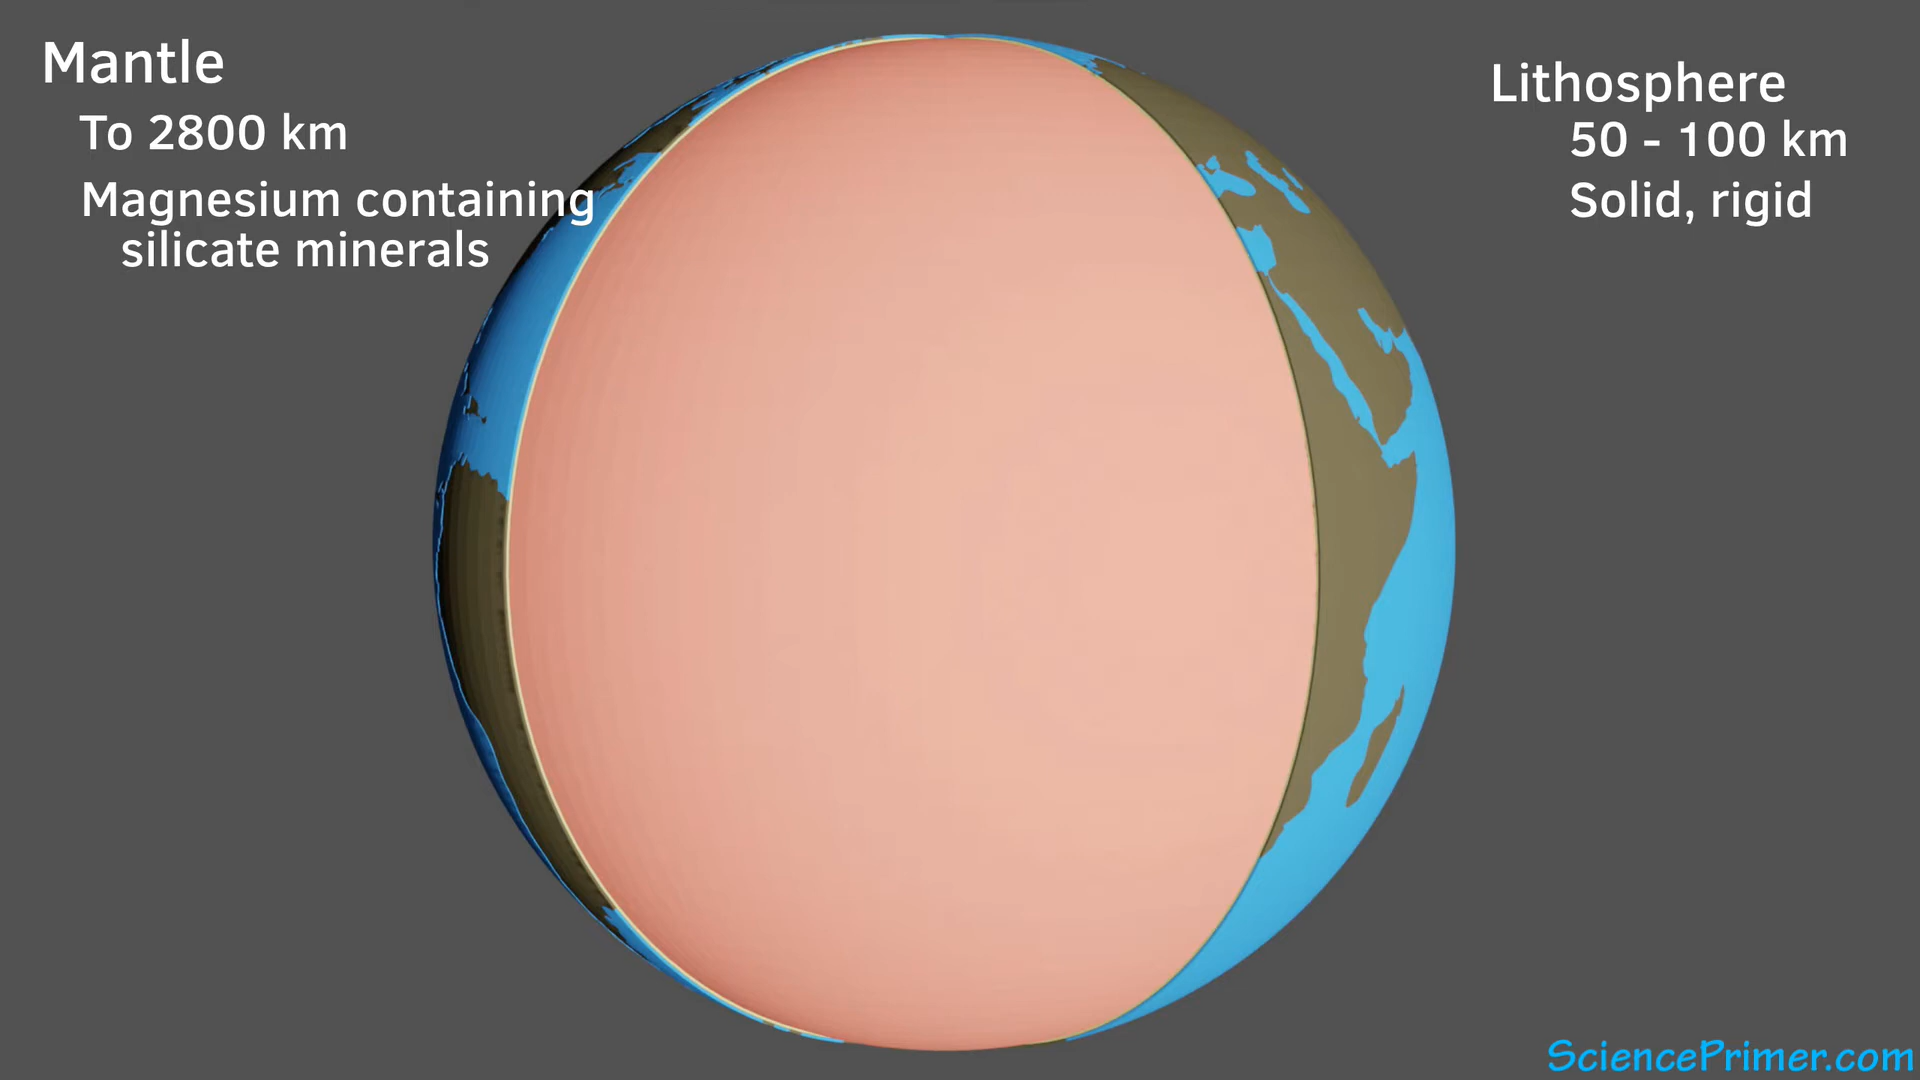 Mantle
To 2800 km
Magnesium containing
silicate minerals
Lithosphere
50 - 100 km
Solid, rigid
SciencePrimer.com